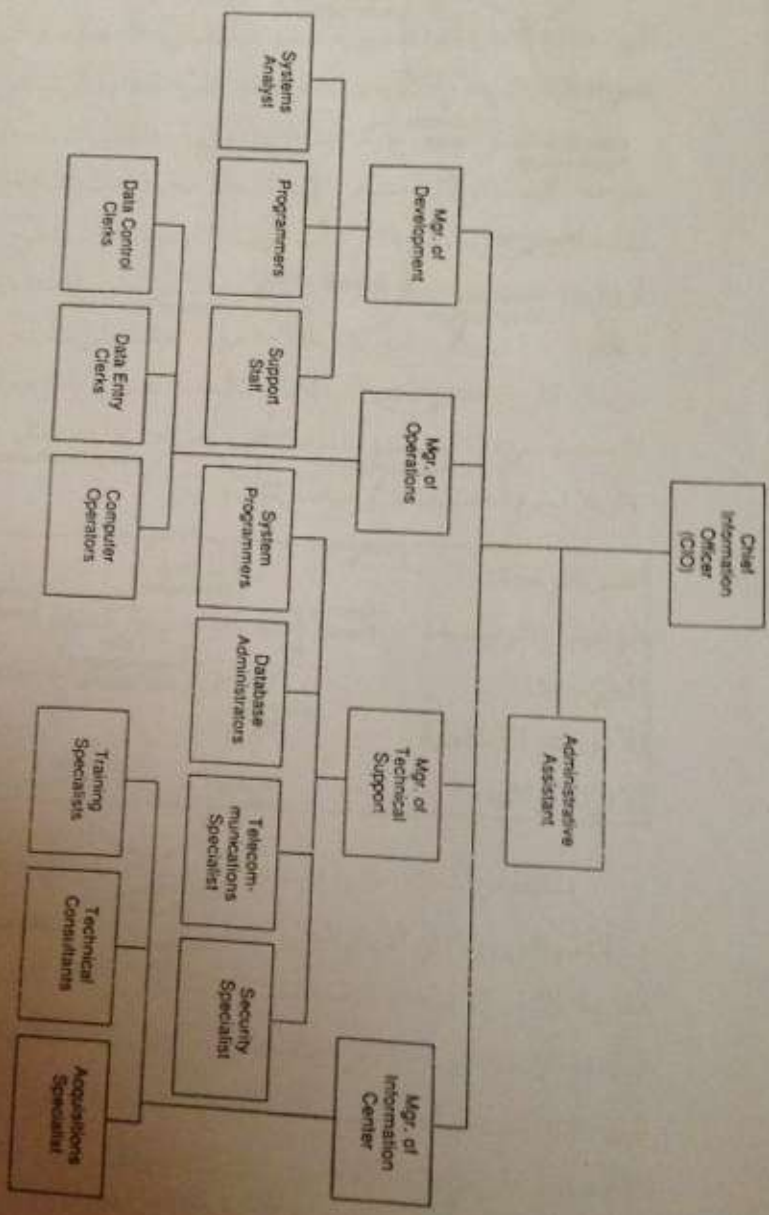 Chief
Information
Officer
(CIO)
Administrative
Assistant
Mgr. of
Development
Mgr. of
Operations
Mgr. of
Technical
Support
Mgr. of
Information
Center
Systems
Analyst
Programmers
Support
Staff
System
Programmers
Database
Administrators
Telecom-
munications
Specialist
Security
Specialist
Data Control
Clerks
Data Entry
Clerks
Computer
Operators
Training
Specialists
Technical
Consultants
Acquisitions
Specialist